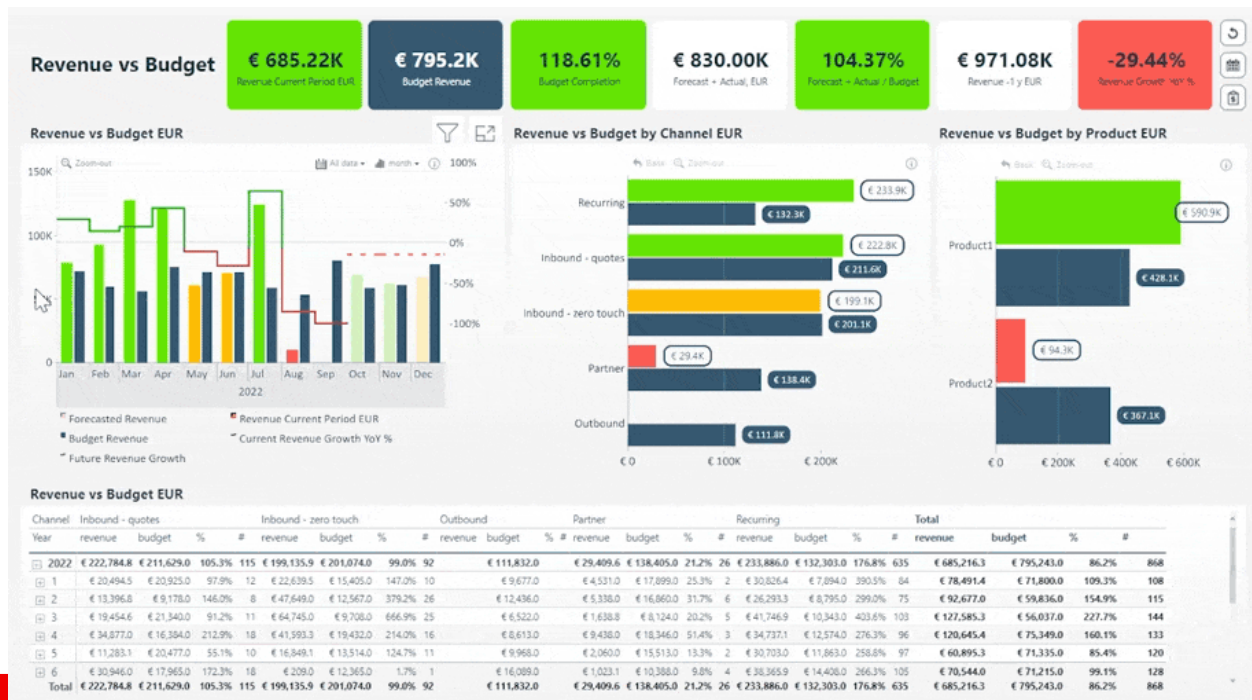 Revenue vs Budget
€ 685.22K
Revenue Current Period EUR
€ 795.2K
Budget Revenue
118.61%
Budget Completion
€ 830.00K
Forecast + Actual, EUR
104.37%
Forecast + Actual / Budget
€ 971.08K
Revenue -1 y EUR
-29.44%
Revenue Growth YoY %
Revenue vs Budget EUR
Zoom-out
All data
month
150K
100K
0
100%
50%
0%
-50%
-100%
Jan Feb Mar Apr May Jun Jul Aug Sep Oct Nov Dec
2022
Forecasted Revenue
Revenue Current Period EUR
Budget Revenue
Current Revenue Growth YoY %
Future Revenue Growth
Revenue vs Budget by Channel EUR
Back Zoom-out
Recurring
€ 233.9K
€ 132.3K
Inbound - quotes
€ 222.8K
€ 211.6K
Inbound - zero touch
€ 199.1K
€ 201.1K
Partner
€ 29.4K
€ 138.4K
Outbound
€ 111.8K
€ 0 € 100K € 200K
Revenue vs Budget by Product EUR
Back Zoom-out
Product1
€ 590.9K
€ 428.1K
Product2
€ 94.3K
€ 367.1K
€ 0 € 200K € 400K € 600K
Revenue vs Budget EUR
Channel Inbound - quotes Inbound - zero touch Outbound Partner Recurring Total
Year revenue budget % # revenue budget % # revenue budget % # revenue budget % # revenue budget % # revenue budget % #
2022 € 222,784.8 € 211,629.0 105.3% 115 € 199,135.9 € 201,074.0 99.0% 92 € 111,832.0 € 29,409.6 € 138,405.0 21.2% 26 € 233,886.0 € 132,303.0 176.8% 635 € 685,216.3 € 795,243.0 86.2% 868
1 € 20,494.5 € 20,925.0 97.9% 12 € 22,639.5 € 15,405.0 147.0% 10 € 9,677.0 € 4,531.0 € 17,899.0 25.3% 2 € 30,826.4 € 7,894.0 390.5% 84 € 78,491.4 € 71,800.0 109.3% 108
2 € 13,396.8 € 9,178.0 146.0% 8 € 47,649.0 € 12,567.0 379.2% 26 € 12,436.0 € 5,338.0 € 16,860.0 31.7% 6 € 26,293.3 € 8,795.0 299.0% 75 € 92,677.0 € 59,836.0 154.9% 115
3 € 19,454.6 € 21,340.0 91.2% 11 € 64,745.0 € 9,708.0 666.9% 25 € 6,522.0 € 1,638.8 € 8,124.0 20.2% 5 € 41,746.9 € 10,343.0 403.6% 103 € 127,585.3 € 56,037.0 227.7% 144
4 € 34,877.0 € 16,384.0 212.9% 18 € 41,593.3 € 19,432.0 214.0% 16 € 8,613.0 € 9,438.0 € 18,346.0 51.4% 3 € 34,737.1 € 12,574.0 276.3% 96 € 120,645.4 € 75,349.0 160.1% 133
5 € 11,283.1 € 20,477.0 55.1% 10 € 16,849.1 € 13,514.0 124.7% 11 € 9,968.0 € 2,060.0 € 15,513.0 13.3% 2 € 30,703.0 € 11,863.0 258.8% 97 € 60,895.3 € 71,335.0 85.4% 120
6 € 30,946.0 € 17,965.0 172.3% 18 € 209.0 € 12,365.0 1.7% 1 € 16,089.0 € 1,023.1 € 10,388.0 9.8% 4 € 38,365.9 € 14,408.0 266.3% 105 € 70,544.0 € 71,215.0 99.1% 128
Total € 222,784.8 € 211,629.0 105.3% 115 € 199,135.9 € 201,074.0 99.0% 92 € 111,832.0 € 29,409.6 € 138,405.0 21.2% 26 € 233,886.0 € 132,303.0 176.8% 635 € 685,216.3 € 795,243.0 86.2% 868